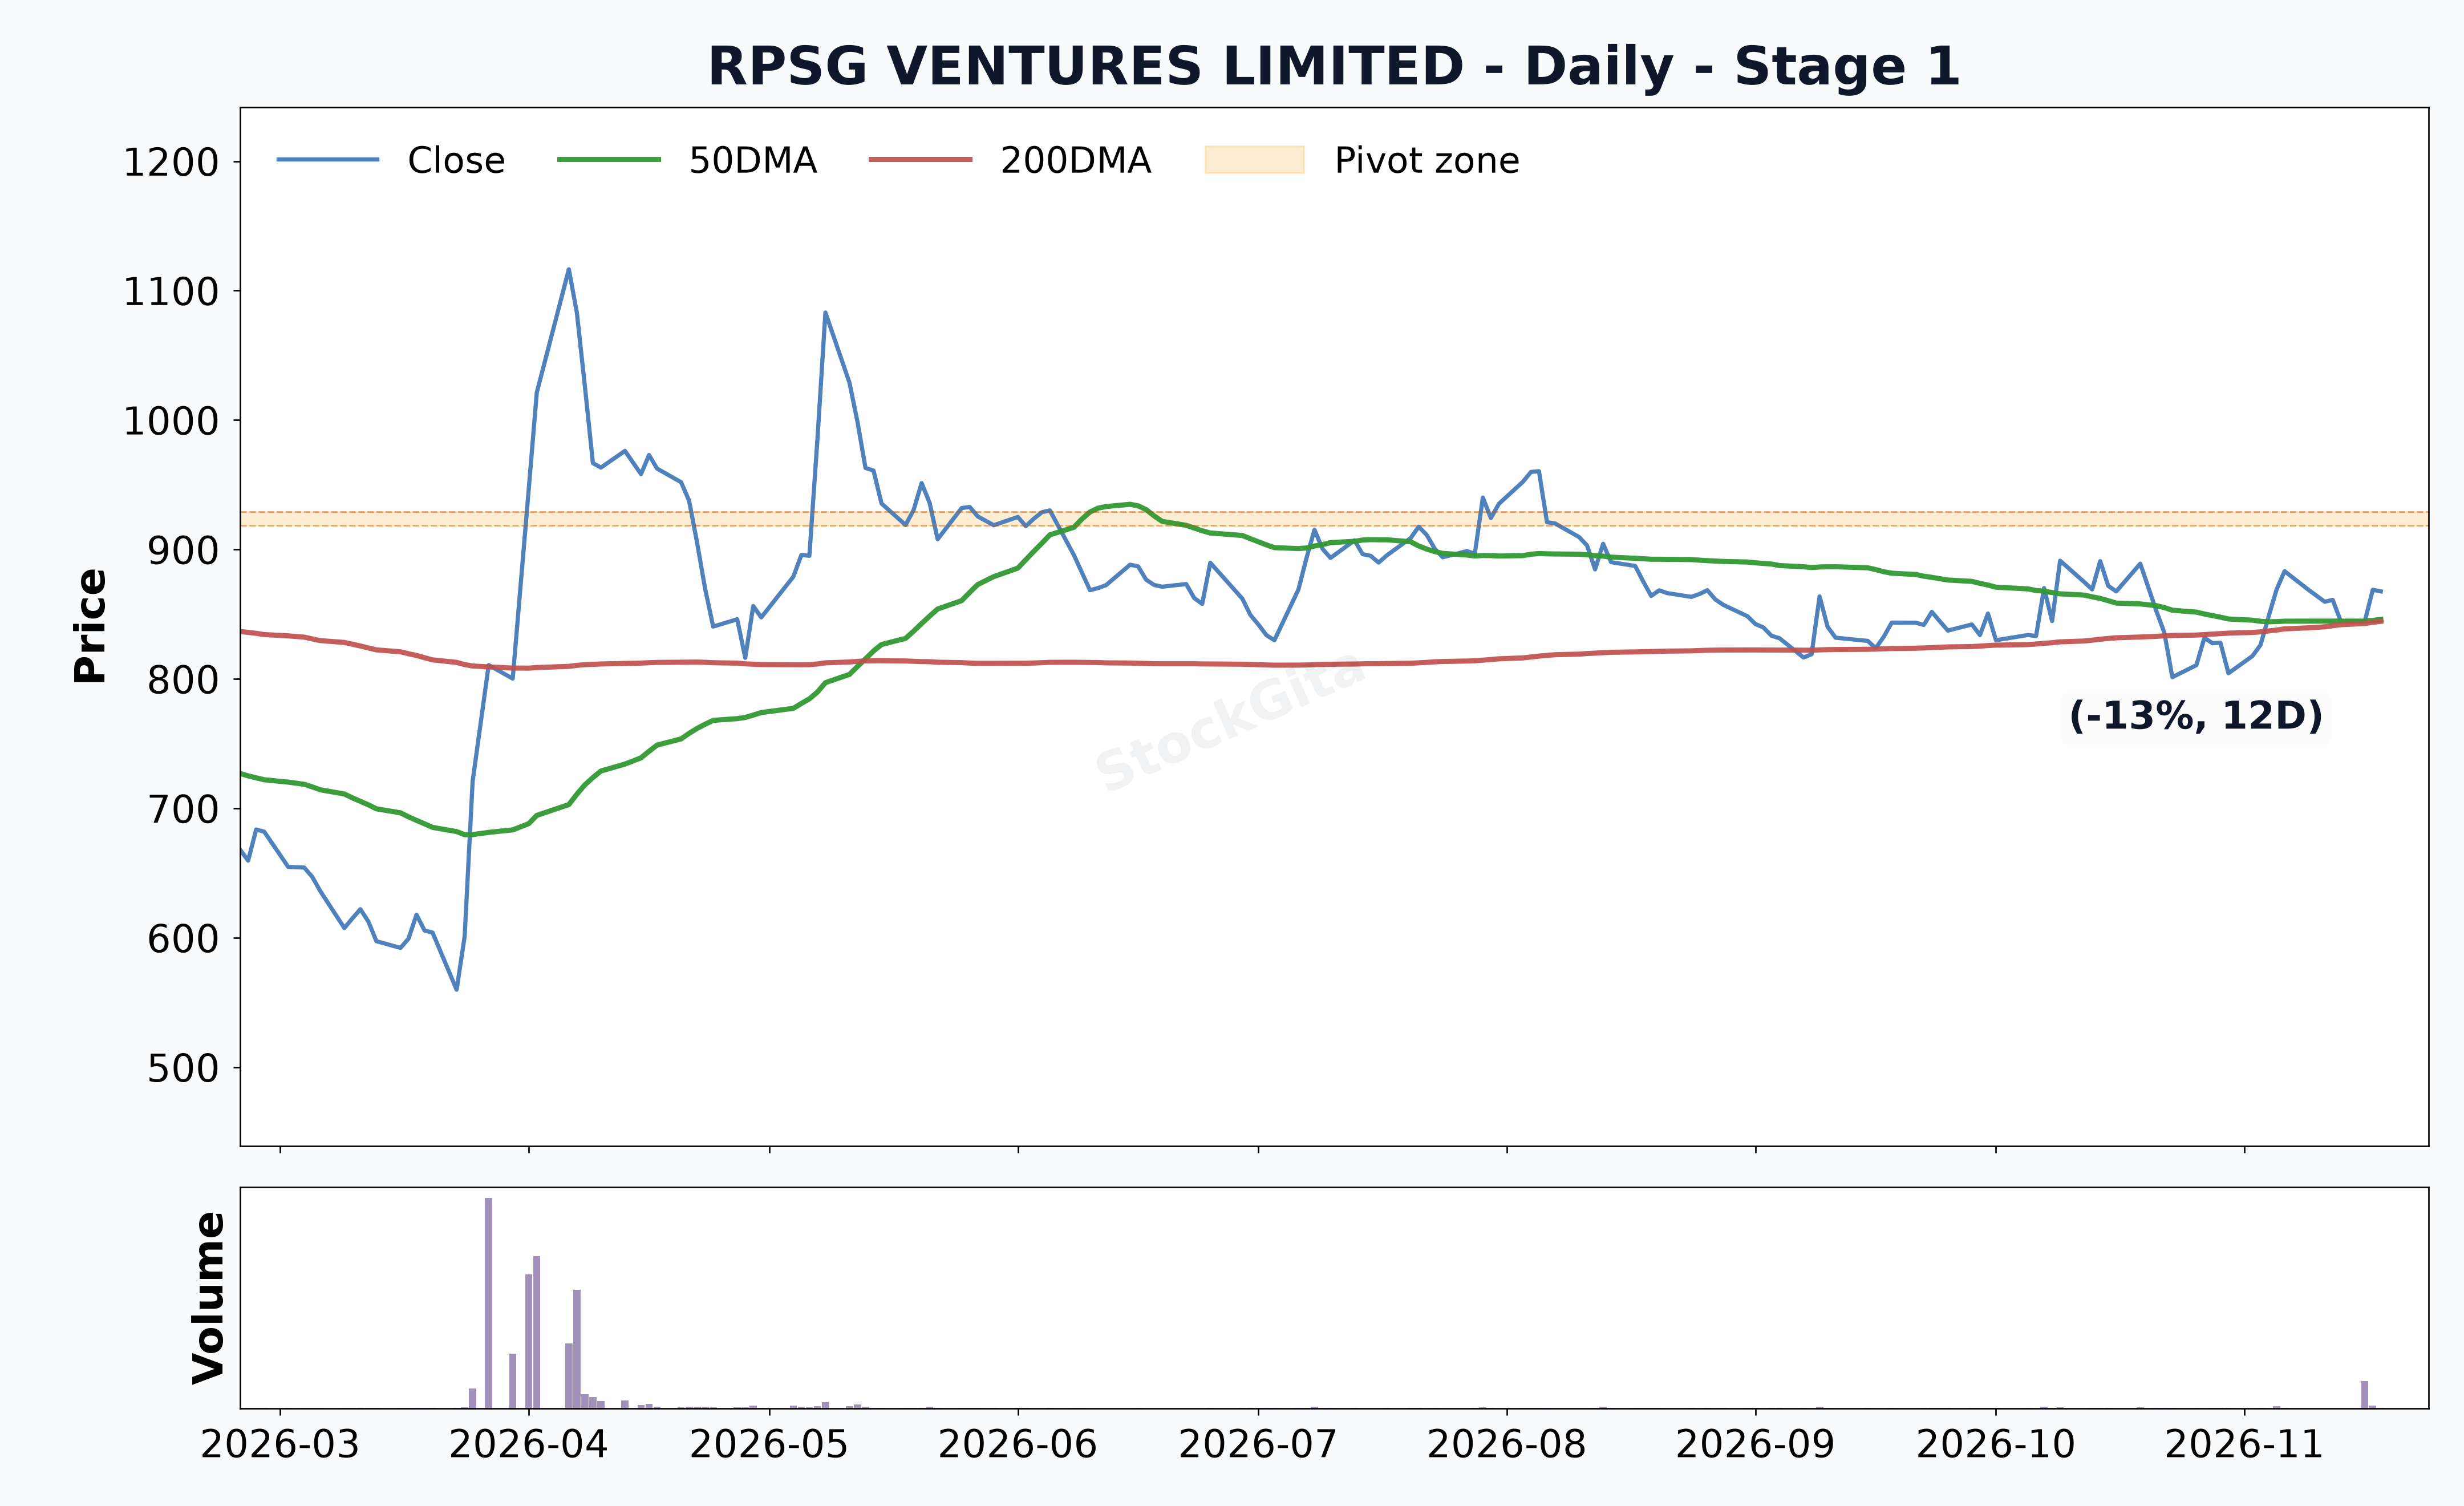 RPSG VENTURES LIMITED - Daily - Stage 1
Close 50DMA 200DMA Pivot zone
1200
1100
1000
900
800
700
600
500
Price
StockGita
(-13%, 12D)
Volume
2026-03 2026-04 2026-05 2026-06 2026-07 2026-08 2026-09 2026-10 2026-11